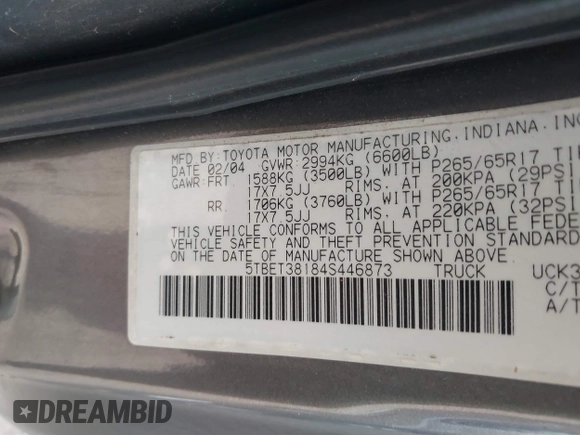 MFD.BY:TOYOTA MOTOR MANUFACTURING,INDIANA.INC
DATE 02/04 GVWR:2994KG (6600LB)
GAWR:FRT 1588KG (3500LB) WITH P265/65R17
17X7.5JJ RIMS. AT 200KPA (29PSI
RR 1706KG (3760LB) WITH P265/65R17
17X7.5JJ RIMS. AT 220KPA (32PSI
THIS VEHICLE CONFORMS TO ALL APPLICABLE FEDE
VEHICLE SAFETY AND THEFT PREVENTION STANDARD
ON THE DATE OF MANUFACTURE SHOWN ABOVE.
5TBET38184S446873 TRUCK UCK3
C/T
A/T
DREAMBID